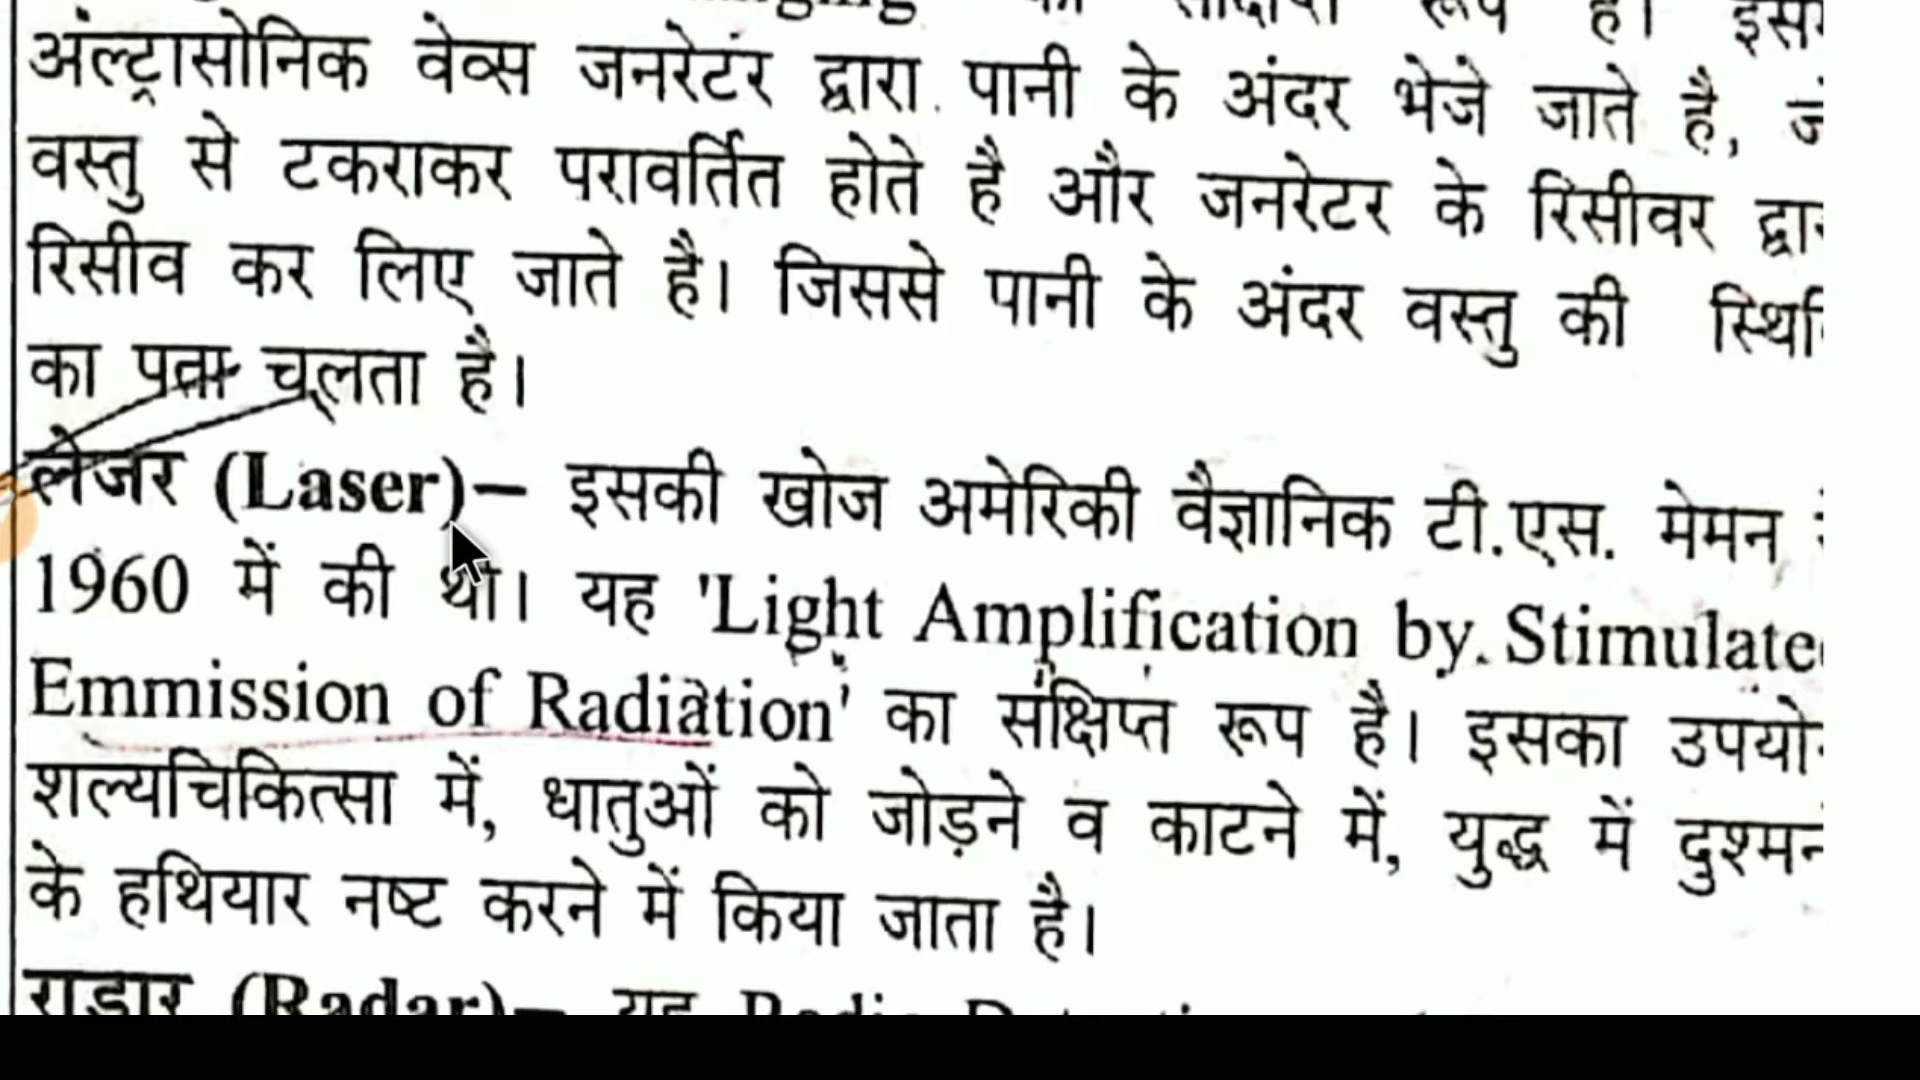 अंल्ट्रासोनिक वेव्स जनरेटंर द्वारा पानी के अंदर भेजे जाते है,
वस्तु से टकराकर परावर्तित होते है और जनरेटर के रिसीवर
रिसीव कर लिए जाते है। जिससे पानी के अंदर वस्तु की
का पता चलता है।
लेजर (Laser)– इसकी खोज अमेरिकी वैज्ञानिक टी.एस. मेमन
1960 में की थी। यह 'Light Amplification by Stimulate
Emmission of Radiation' का संक्षिप्त रूप है। इसका
शल्यचिकित्सा में, धातुओं को जोड़ने व काटने में, युद्ध में
के हथियार नष्ट करने में किया जाता है।
राडार (Radar)– यह